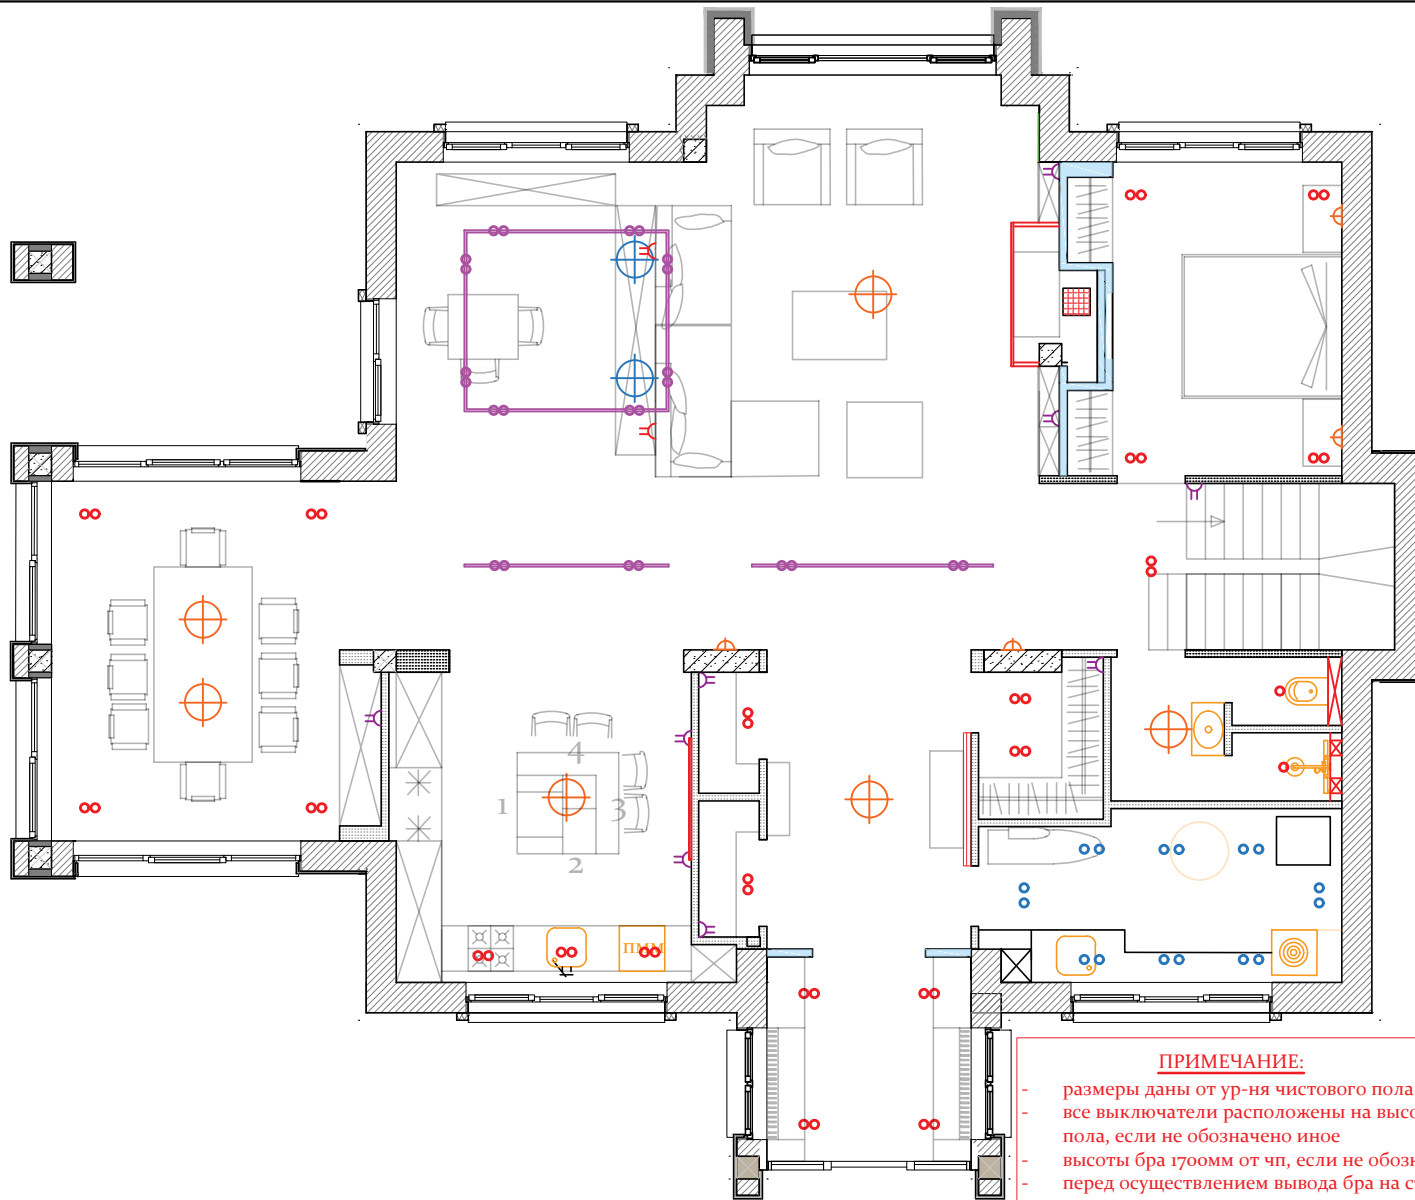 4
1
3
2
ПММ
ПРИМЕЧАНИЕ:
- размеры даны от ур-ня чистового пола
- все выключатели расположены на высо
пола, если не обозначено иное
- высоты бра 1700мм от чп, если не обозн
- перед осуществлением вывода бра на с